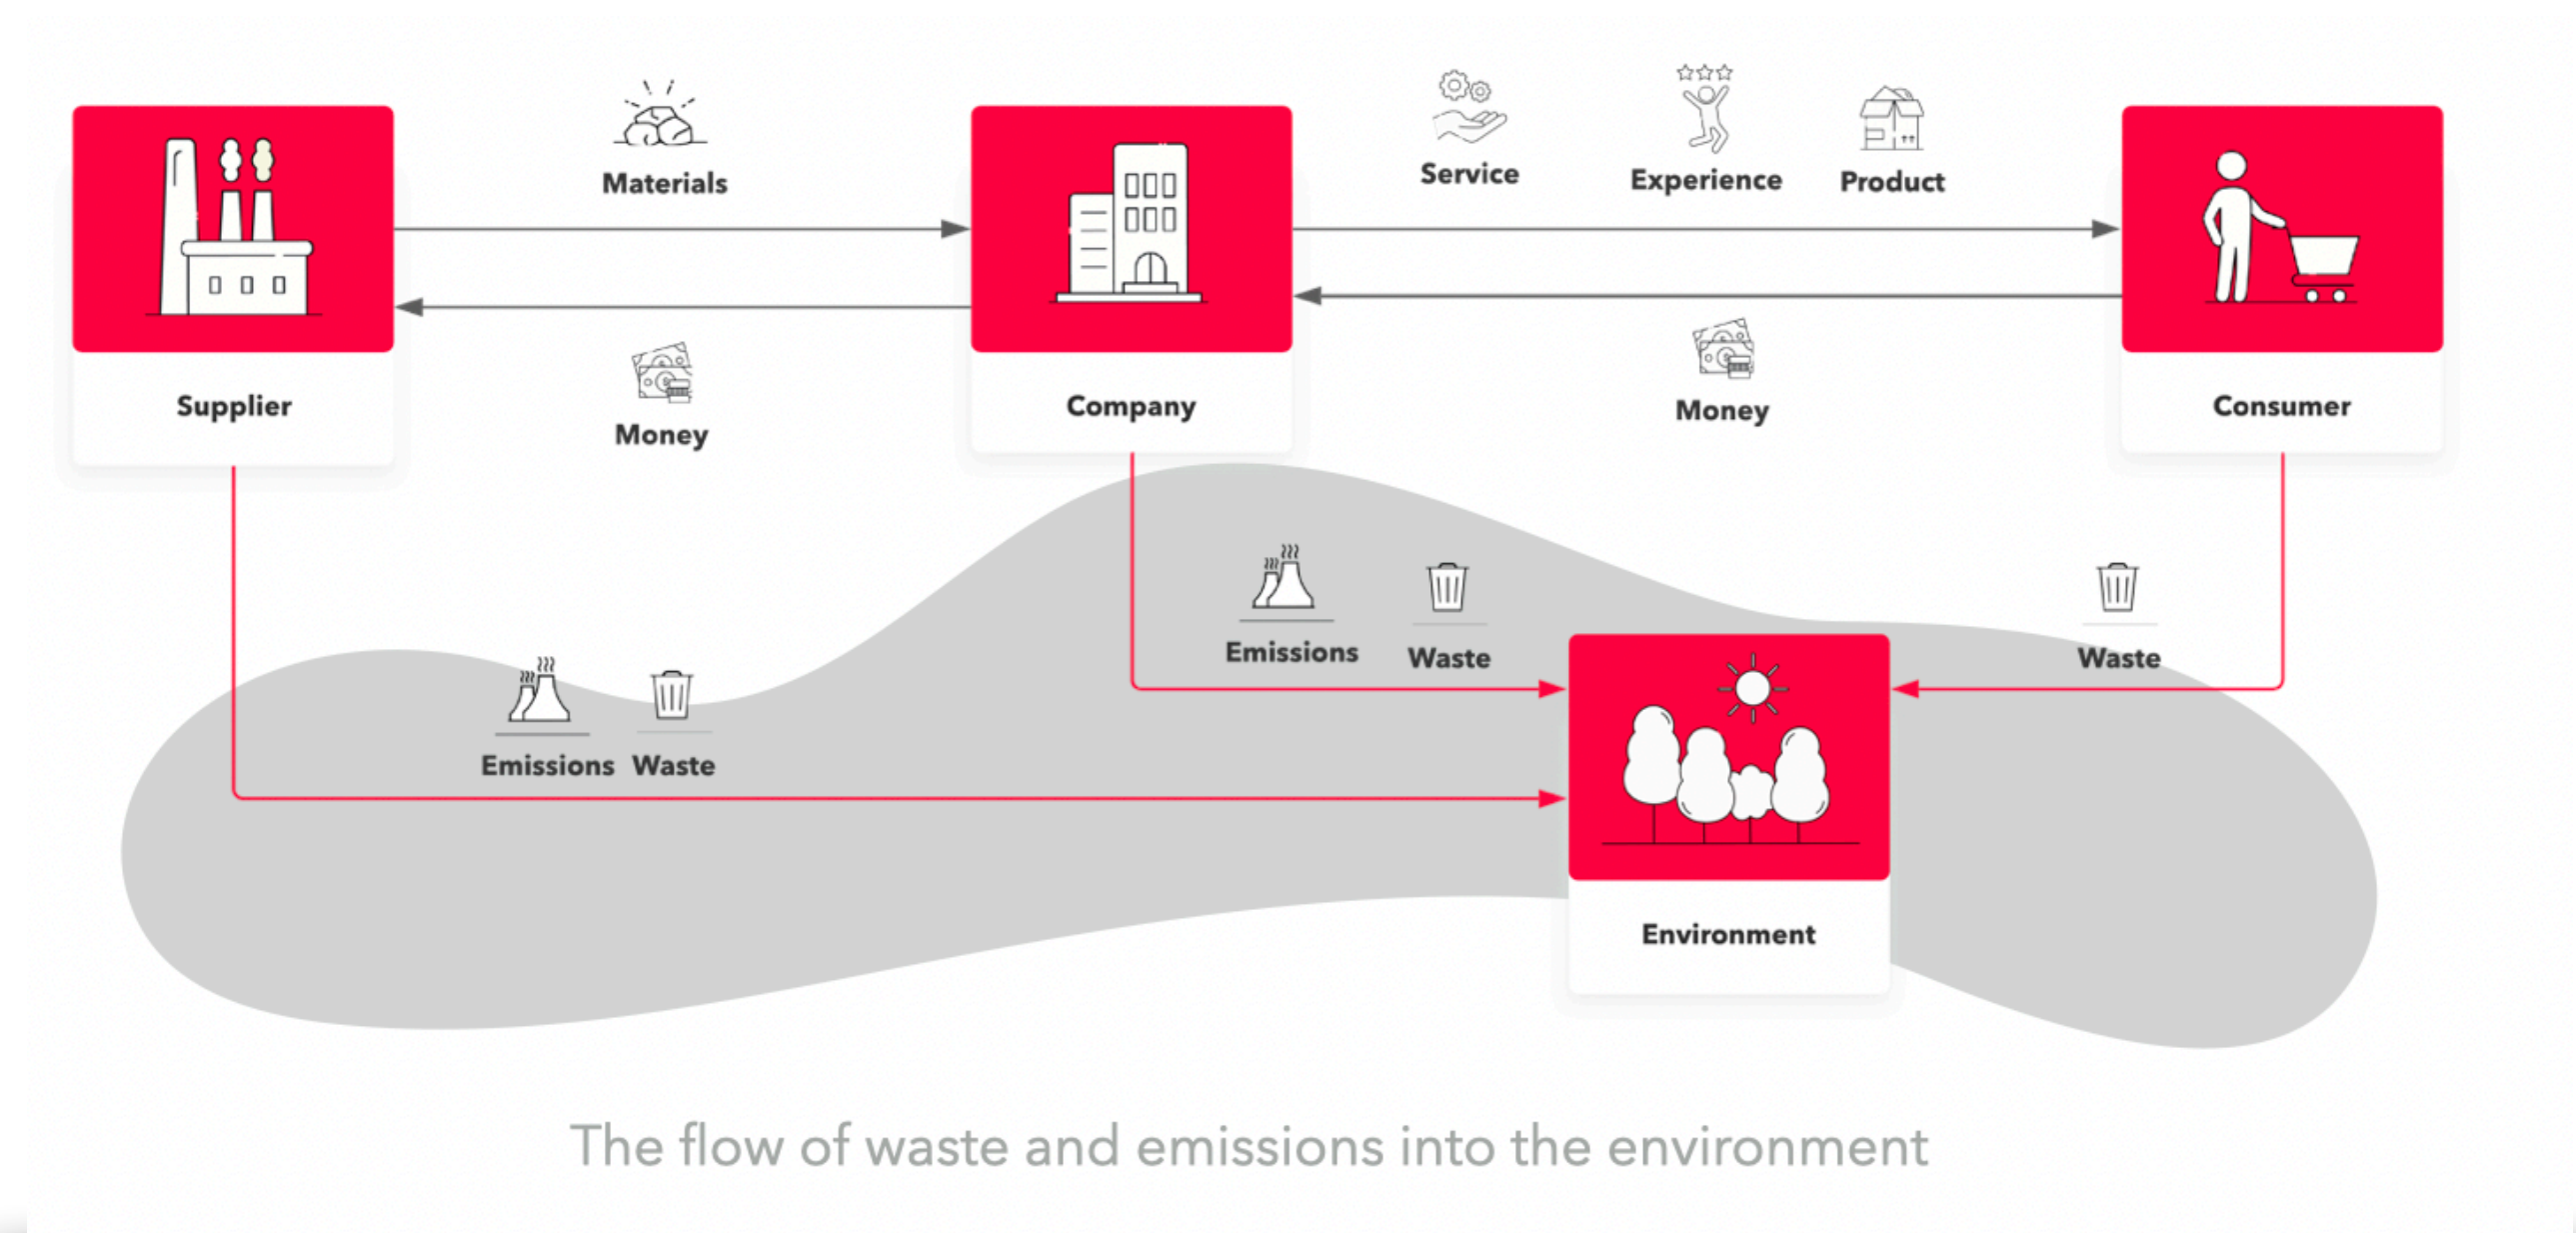 Materials
Service
Experience
Product
Supplier
Money
Company
Money
Consumer
Emissions
Waste
Waste
Emissions
Waste
Environment
The flow of waste and emissions into the environment